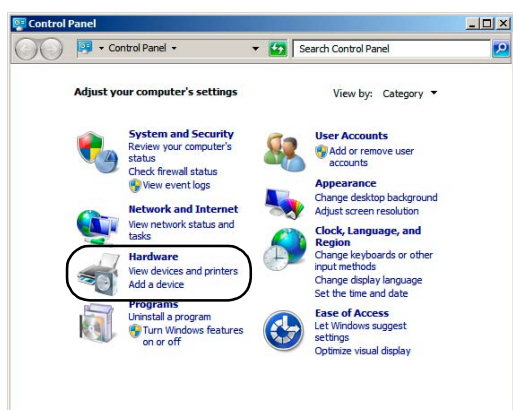 Control Panel
Control Panel
Search Control Panel
Adjust your computer's settings
View by: Category
System and Security
Review your computer's
status
Check firewall status
View event logs
Network and Internet
View network status and
tasks
Hardware
View devices and printers
Add a device
Programs
Uninstall a program
Turn Windows features
on or off
User Accounts
Add or remove user
accounts
Appearance
Change desktop background
Adjust screen resolution
Clock, Language, and
Region
Change keyboards or other
input methods
Change display language
Set the time and date
Ease of Access
Let Windows suggest
settings
Optimize visual display